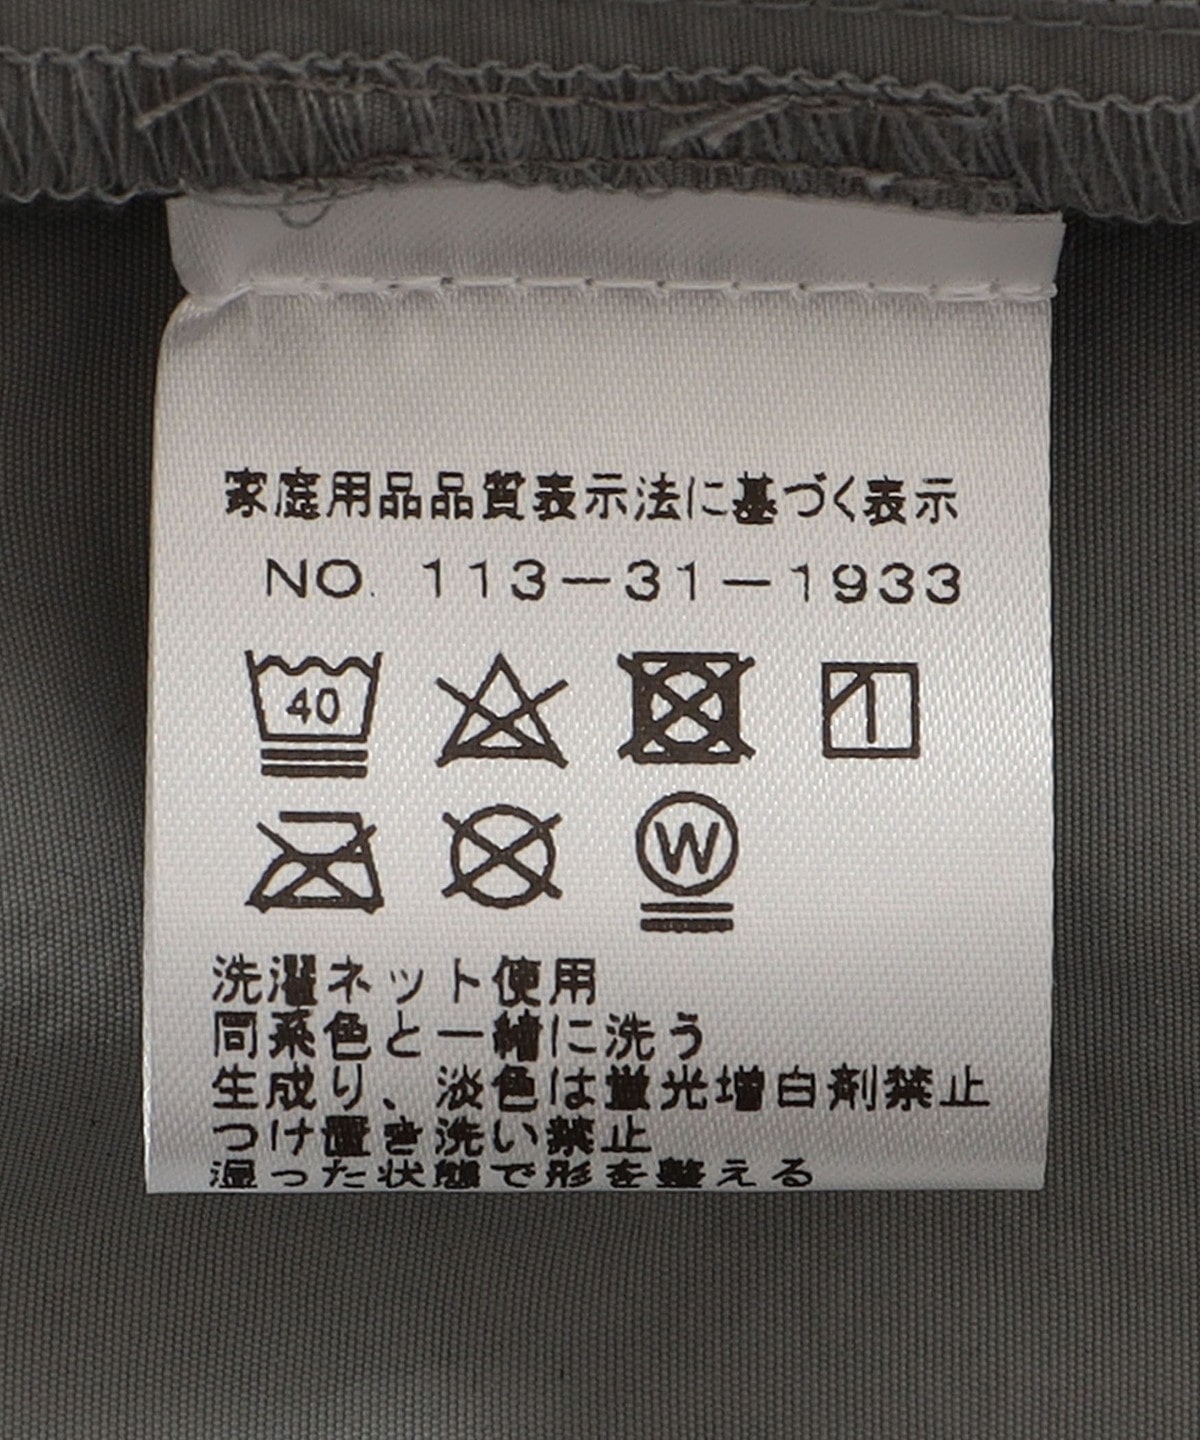 家庭用品品質表示法に基づく表示
NO. 113-31-1933
40
W
洗濯ネット使用
同系色と一緒に洗う
生成り、淡色は蛍光増白剤禁止
つけ置き洗い禁止
湿った状態で形を整える